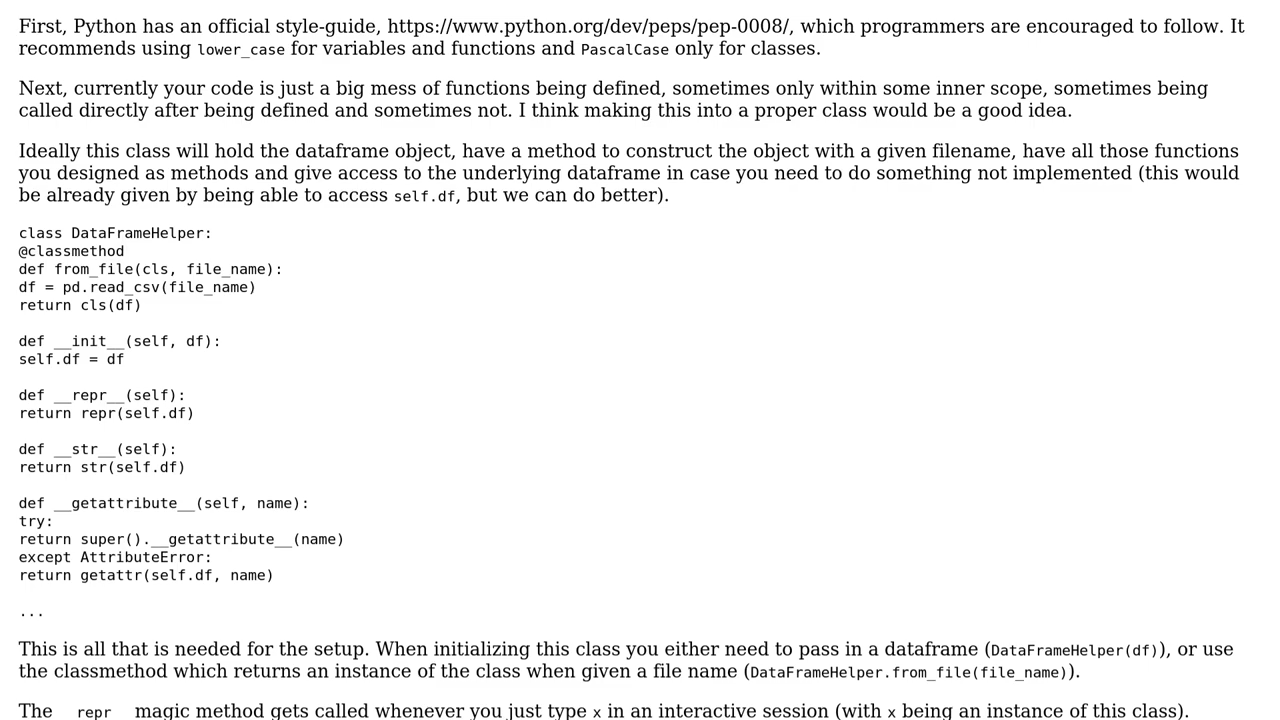 First, Python has an official style-guide, https://www.python.org/dev/peps/pep-0008/, which programmers are encouraged to follow. It
recommends using lower_case for variables and functions and PascalCase only for classes.
Next, currently your code is just a big mess of functions being defined, sometimes only within some inner scope, sometimes being
called directly after being defined and sometimes not. I think making this into a proper class would be a good idea.
Ideally this class will hold the dataframe object, have a method to construct the object with a given filename, have all those functions
you designed as methods and give access to the underlying dataframe in case you need to do something not implemented (this would
be already given by being able to access self.df, but we can do better).
class DataFrameHelper:
@classmethod
def from_file(cls, file_name):
df = pd.read_csv(file_name)
return cls(df)
def __init__(self, df):
self.df = df
def __repr__(self):
return repr(self.df)
def __str__(self):
return str(self.df)
def __getattribute__(self, name):
try:
return super().__getattribute__(name)
except AttributeError:
return getattr(self.df, name)
...
This is all that is needed for the setup. When initializing this class you either need to pass in a dataframe (DataFrameHelper(df)), or use
the classmethod which returns an instance of the class when given a file name (DataFrameHelper.from_file(file_name)).
The __repr__ magic method gets called whenever you just type x in an interactive session (with x being an instance of this class).